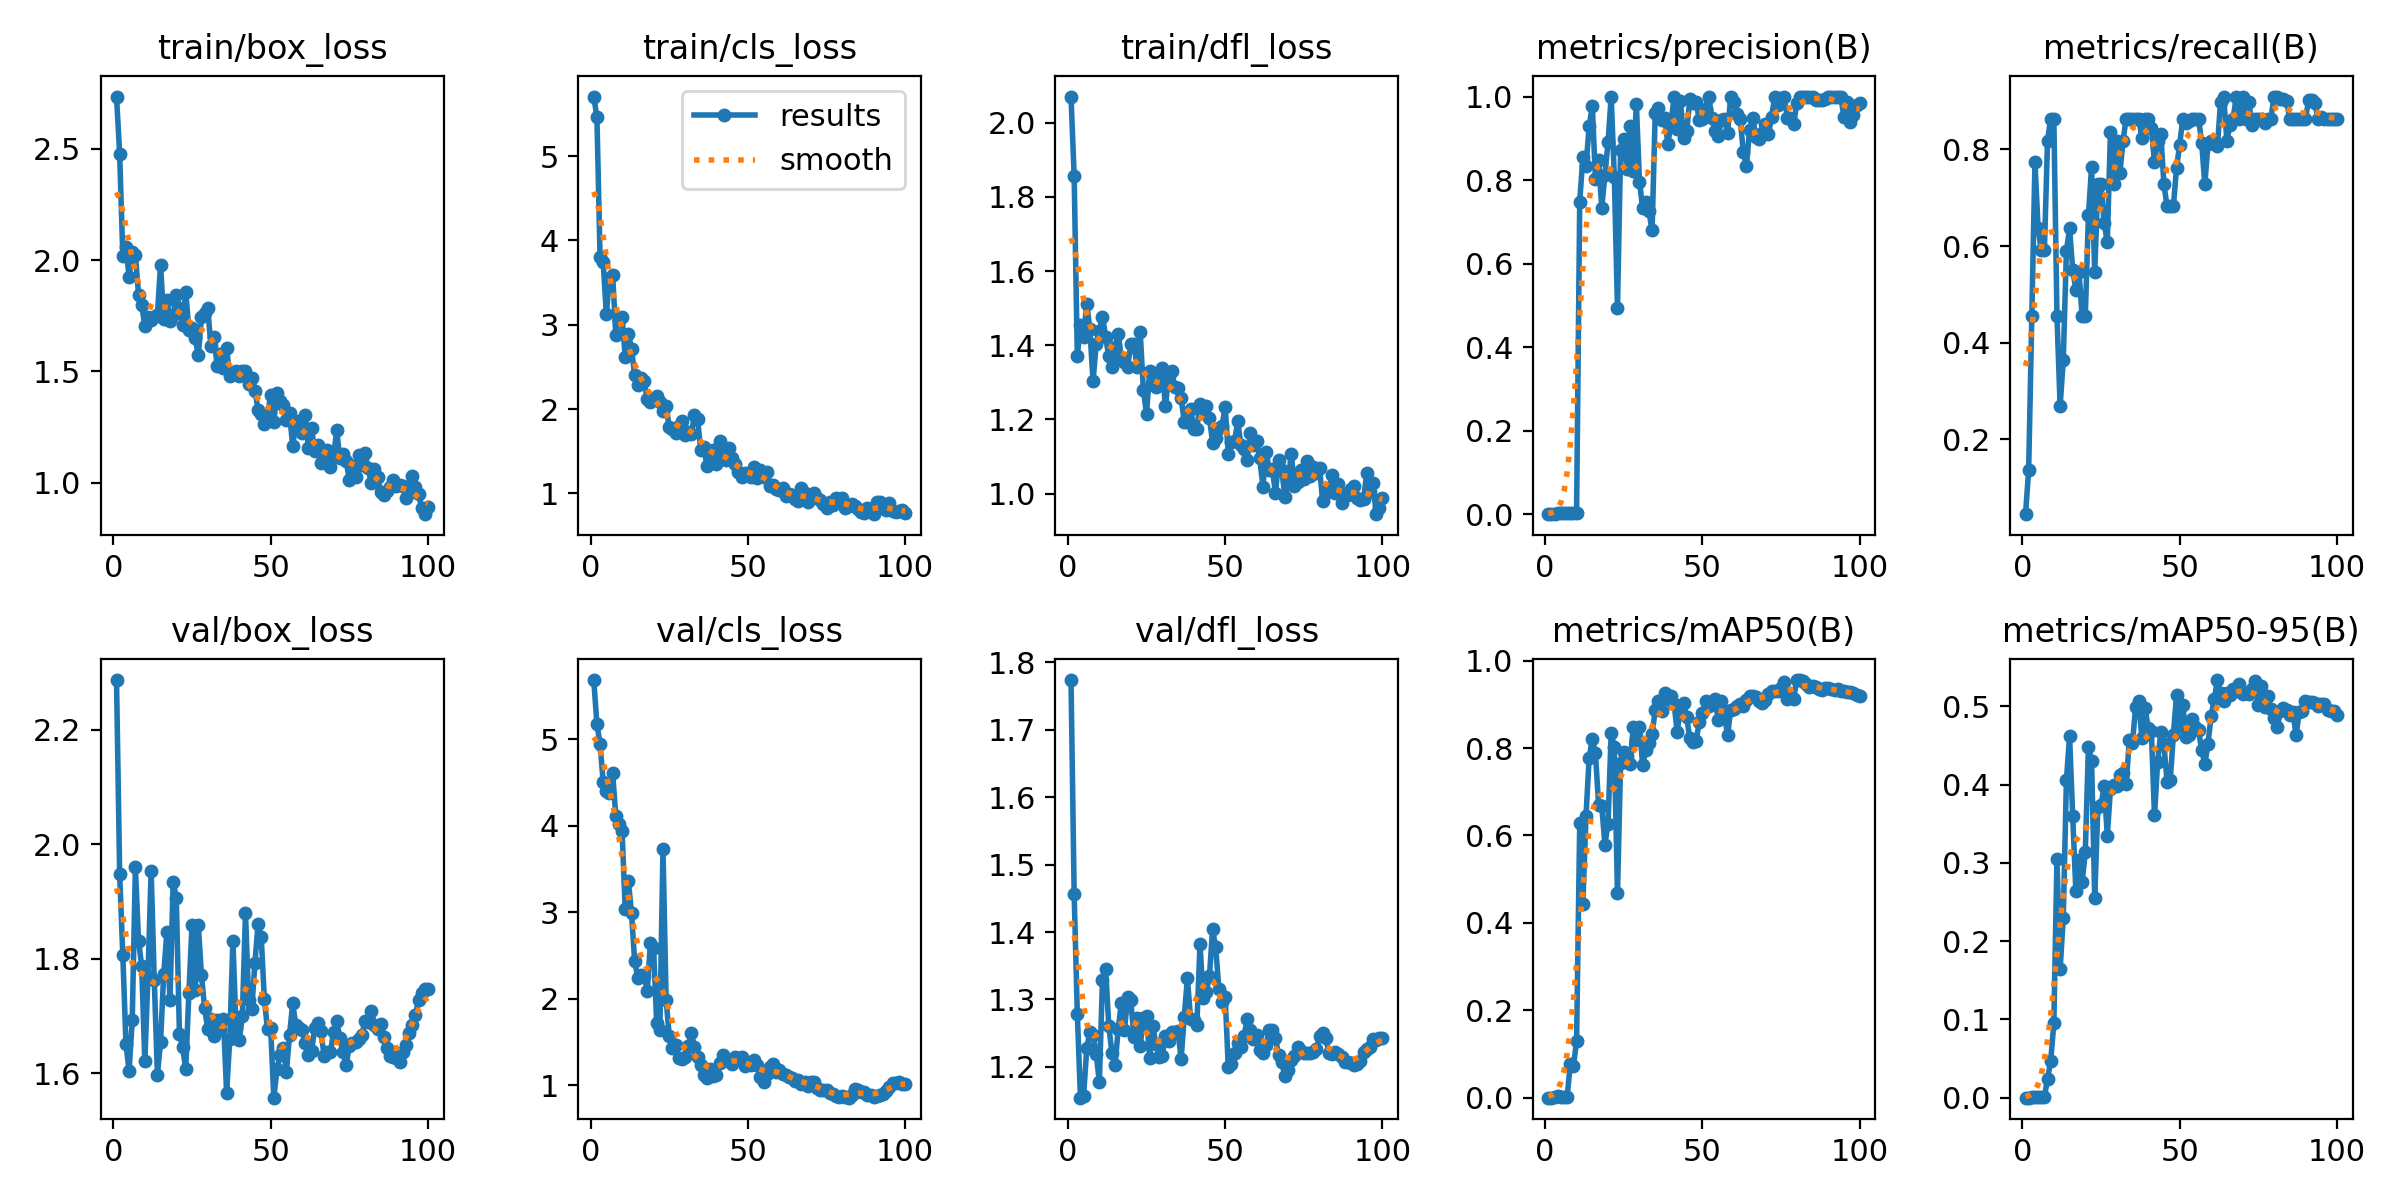 train/box_loss
2.5
2.0
1.5
1.0
0 50 100
train/cls_loss
results
smooth
5
4
3
2
1
0 50 100
train/dfl_loss
2.0
1.8
1.6
1.4
1.2
1.0
0 50 100
metrics/precision(B)
1.0
0.8
0.6
0.4
0.2
0.0
0 50 100
metrics/recall(B)
0.8
0.6
0.4
0.2
0 50 100
val/box_loss
2.2
2.0
1.8
1.6
0 50 100
val/cls_loss
5
4
3
2
1
0 50 100
val/dfl_loss
1.8
1.7
1.6
1.5
1.4
1.3
1.2
0 50 100
metrics/mAP50(B)
1.0
0.8
0.6
0.4
0.2
0.0
0 50 100
metrics/mAP50-95(B)
0.5
0.4
0.3
0.2
0.1
0.0
0 50 100